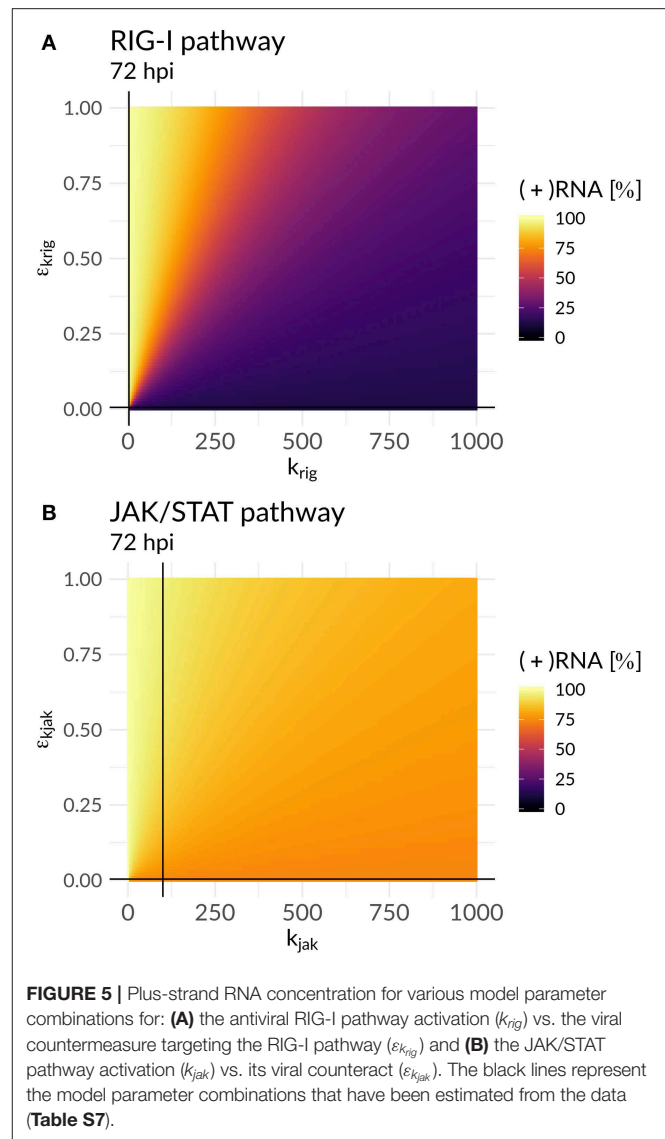 A RIG-I pathway
72 hpi
1.00
0.75
0.50
0.25
0.00
εkrig
0 250 500 750 1000
krig
(+)RNA [%]
100
75
50
25
0
B JAK/STAT pathway
72 hpi
1.00
0.75
0.50
0.25
0.00
εkjak
0 250 500 750 1000
kjak
(+)RNA [%]
100
75
50
25
0
FIGURE 5 | Plus-strand RNA concentration for various model parameter
combinations for: (A) the antiviral RIG-I pathway activation (krig) vs. the viral
countermeasure targeting the RIG-I pathway (εkrig) and (B) the JAK/STAT
pathway activation (kjak) vs. its viral counteract (εkjak). The black lines represent
the model parameter combinations that have been estimated from the data
(Table S7).